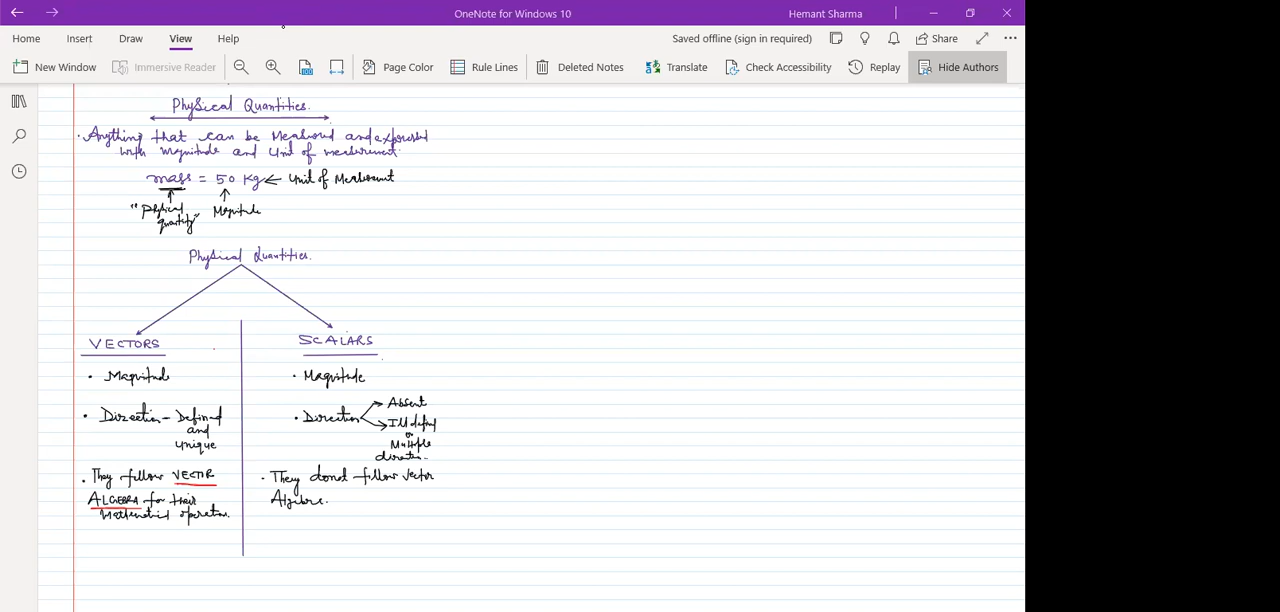 OneNote for Windows 10
Hemant Sharma
Home Insert Draw View Help
Saved offline (sign in required) Share
New Window Immersive Reader 100 Page Color Rule Lines Deleted Notes Translate Check Accessibility Replay Hide Authors
Physical Quantities.
· Anything that can be Measured and expressed
with Magnitude and Unit of measurement.
mass = 50 Kg ← Unit of Measurement
"Physical quantity" Magnitude
Physical Quantities.
VECTORS
· Magnitude
· Direction - Defined
and
Unique
· They follow VECTOR
ALGEBRA for their
Mathematical operation.
SCALARS
· Magnitude
· Direction Absent
Ill defined
or
Multiple
direction.
· They donot follow Vector
Algebra.